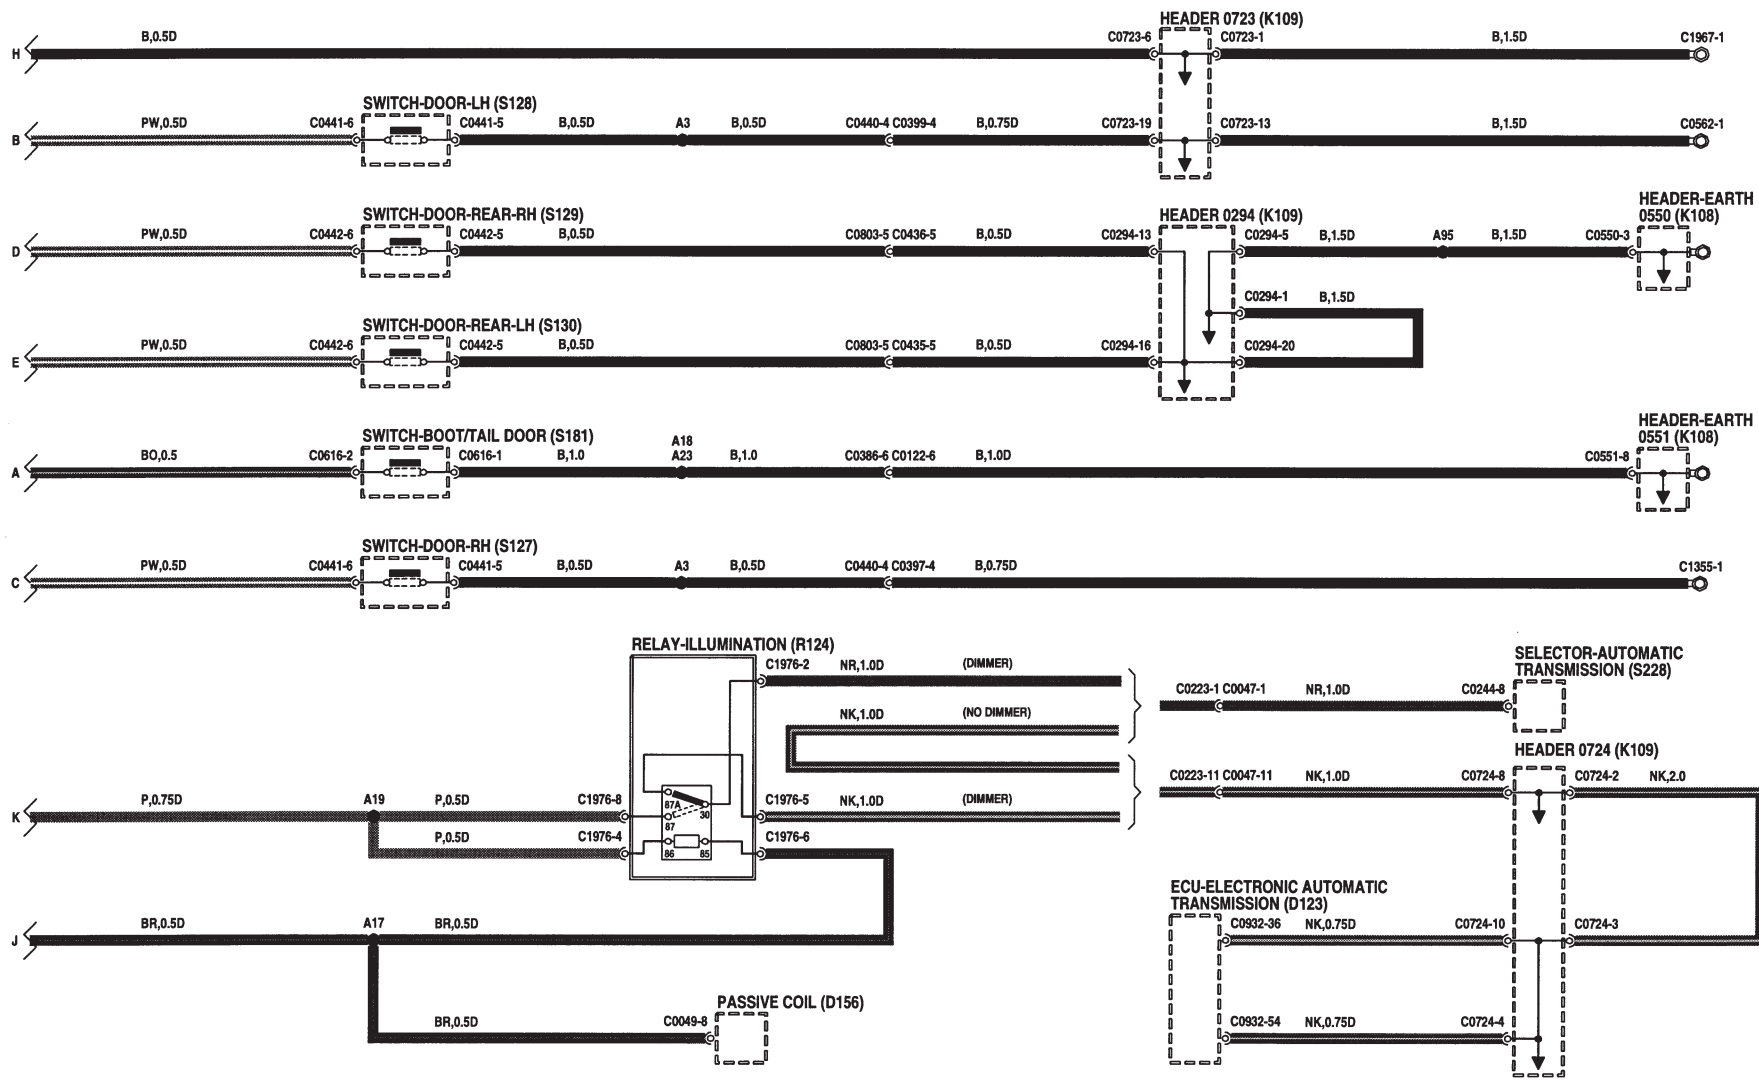 HEADER 0723 (K109)
H B,0.5D C0723-6 C0723-1 B,1.5D C1967-1
SWITCH-DOOR-LH (S128)
B PW,0.5D C0441-6 C0441-5 B,0.5D A3 B,0.5D C0440-4 C0399-4 B,0.75D C0723-19 C0723-13 B,1.5D C0562-1
HEADER-EARTH
0550 (K108)
SWITCH-DOOR-REAR-RH (S129) HEADER 0294 (K109)
D PW,0.5D C0442-6 C0442-5 B,0.5D C0803-5 C0436-5 B,0.5D C0294-13 C0294-5 B,1.5D A95 B,1.5D C0550-3
C0294-1 B,1.5D
SWITCH-DOOR-REAR-LH (S130)
E PW,0.5D C0442-6 C0442-5 B,0.5D C0803-5 C0435-5 B,0.5D C0294-16 C0294-20
HEADER-EARTH
0551 (K108)
SWITCH-BOOT/TAIL DOOR (S181)
A18
A BO,0.5 C0616-2 C0616-1 B,1.0 A23 B,1.0 C0386-6 C0122-6 B,1.0D C0551-8
SWITCH-DOOR-RH (S127)
C PW,0.5D C0441-6 C0441-5 B,0.5D A3 B,0.5D C0440-4 C0397-4 B,0.75D C1355-1
RELAY-ILLUMINATION (R124)
C1976-2 NR,1.0D (DIMMER)
SELECTOR-AUTOMATIC
TRANSMISSION (S228)
C0223-1 C0047-1 NR,1.0D C0244-8
NK,1.0D (NO DIMMER)
HEADER 0724 (K109)
C0223-11 C0047-11 NK,1.0D C0724-8 C0724-2 NK,2.0
K P,0.75D A19 P,0.5D C1976-8 C1976-5 NK,1.0D (DIMMER)
87A
30
87
P,0.5D C1976-4 C1976-6
86 85
ECU-ELECTRONIC AUTOMATIC
TRANSMISSION (D123)
J BR,0.5D A17 BR,0.5D C0932-36 NK,0.75D C0724-10 C0724-3
PASSIVE COIL (D156)
BR,0.5D C0049-8 C0932-54 NK,0.75D C0724-4